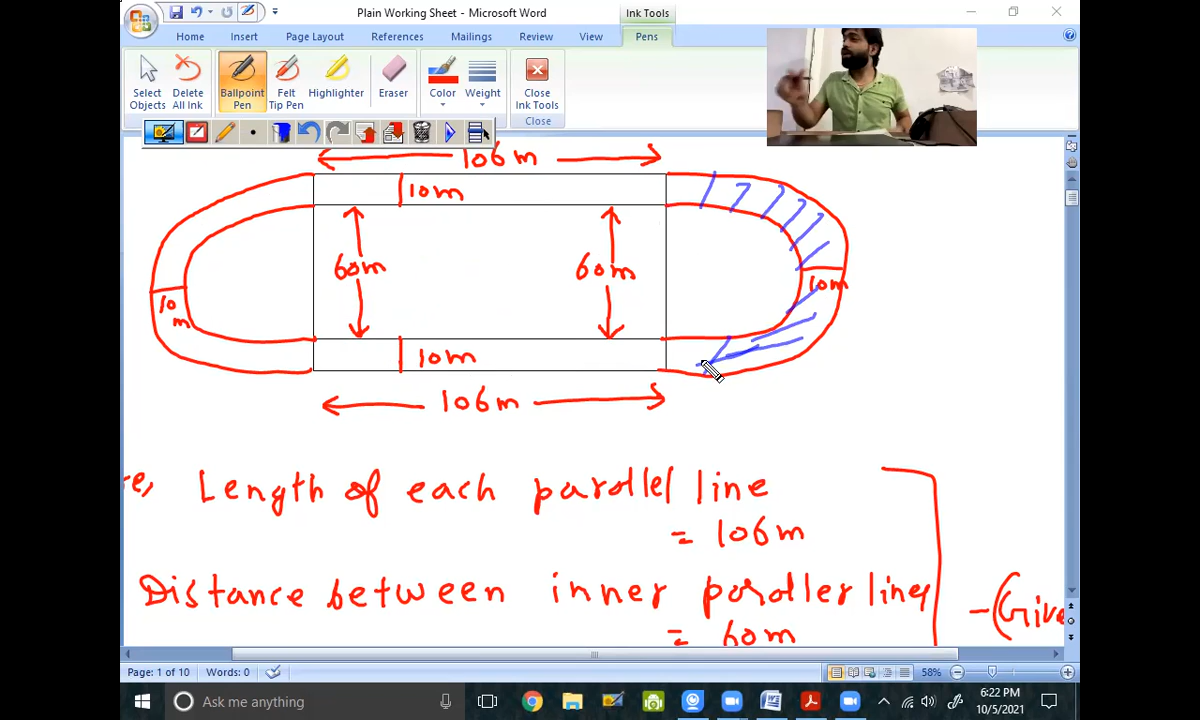 Plain Working Sheet - Microsoft Word
Ink Tools
Home Insert Page Layout References Mailings Review View Pens
Select Objects
Delete All Ink
Ballpoint Pen
Felt Tip Pen
Highlighter
Eraser
Color
Weight
Close Ink Tools
Close
106m
10m
60m 60m
10m
10m
10m
106m
re, Length of each parallel line
= 106m
Distance between inner paroller lines
= 60m
-(Give
Page: 1 of 10 Words: 0 58%
Ask me anything
6:22 PM
10/5/2021